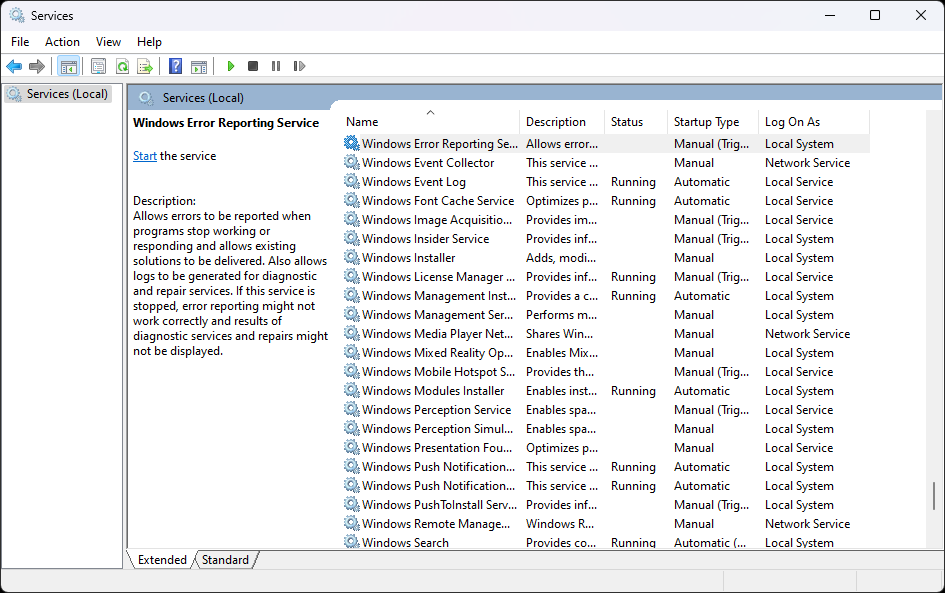 Services
File Action View Help
Services (Local)
Services (Local)
Windows Error Reporting Service
Start the service
Description:
Allows errors to be reported when
programs stop working or
responding and allows existing
solutions to be delivered. Also allows
logs to be generated for diagnostic
and repair services. If this service is
stopped, error reporting might not
work correctly and results of
diagnostic services and repairs might
not be displayed.
Name Description Status Startup Type Log On As
Windows Error Reporting Se... Allows error... Manual (Trig... Local System
Windows Event Collector This service ... Manual Network Service
Windows Event Log This service ... Running Automatic Local Service
Windows Font Cache Service Optimizes p... Running Automatic Local Service
Windows Image Acquisitio... Provides im... Manual (Trig... Local Service
Windows Insider Service Provides inf... Manual (Trig... Local System
Windows Installer Adds, modi... Manual Local System
Windows License Manager ... Provides inf... Running Manual (Trig... Local Service
Windows Management Inst... Provides a c... Running Automatic Local System
Windows Management Ser... Performs m... Manual Local System
Windows Media Player Net... Shares Win... Manual Network Service
Windows Mixed Reality Op... Enables Mix... Manual Local System
Windows Mobile Hotspot S... Provides th... Manual (Trig... Local Service
Windows Modules Installer Enables inst... Running Automatic Local System
Windows Perception Service Enables spa... Manual (Trig... Local Service
Windows Perception Simul... Enables spa... Manual Local System
Windows Presentation Fou... Optimizes p... Manual Local Service
Windows Push Notification... This service ... Running Automatic Local System
Windows Push Notification... This service ... Running Automatic Local System
Windows PushToInstall Serv... Provides inf... Manual (Trig... Local System
Windows Remote Manage... Windows R... Manual Network Service
Windows Search Provides co... Running Automatic (... Local System
Extended Standard